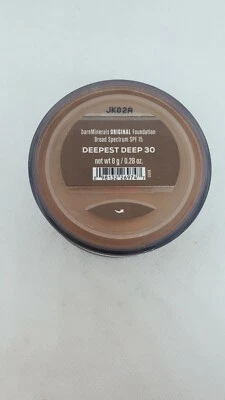 JK02A
bareMinerals ORIGINAL Foundation
Broad Spectrum SPF 15
DEEPEST DEEP 30
net wt 8 g / 0.28 oz.